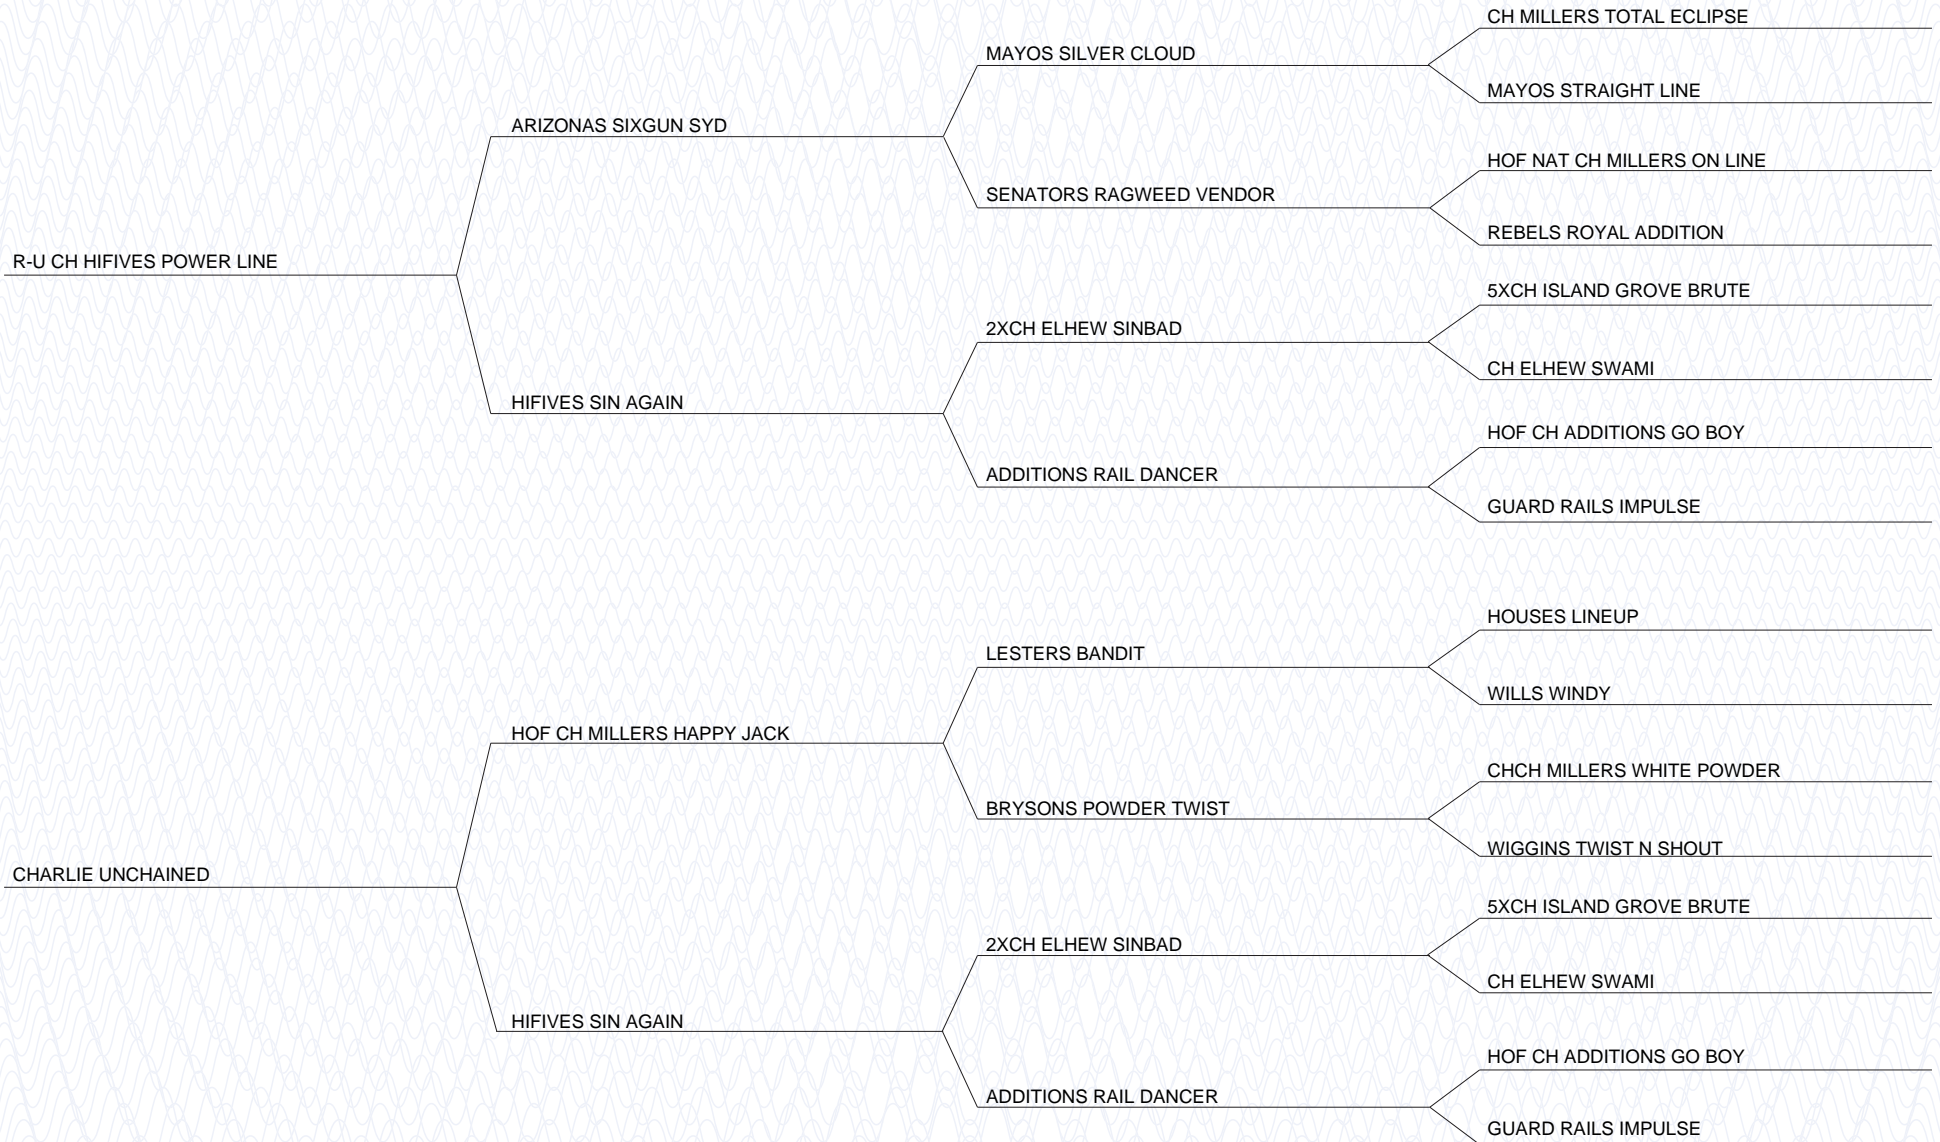 CH MILLERS TOTAL ECLIPSE
MAYOS SILVER CLOUD
MAYOS STRAIGHT LINE
ARIZONAS SIXGUN SYD
HOF NAT CH MILLERS ON LINE
SENATORS RAGWEED VENDOR
REBELS ROYAL ADDITION
R-U CH HIFIVES POWER LINE
5XCH ISLAND GROVE BRUTE
2XCH ELHEW SINBAD
CH ELHEW SWAMI
HIFIVES SIN AGAIN
HOF CH ADDITIONS GO BOY
ADDITIONS RAIL DANCER
GUARD RAILS IMPULSE
HOUSES LINEUP
LESTERS BANDIT
WILLS WINDY
HOF CH MILLERS HAPPY JACK
CHCH MILLERS WHITE POWDER
BRYSONS POWDER TWIST
WIGGINS TWIST N SHOUT
CHARLIE UNCHAINED
5XCH ISLAND GROVE BRUTE
2XCH ELHEW SINBAD
CH ELHEW SWAMI
HIFIVES SIN AGAIN
HOF CH ADDITIONS GO BOY
ADDITIONS RAIL DANCER
GUARD RAILS IMPULSE